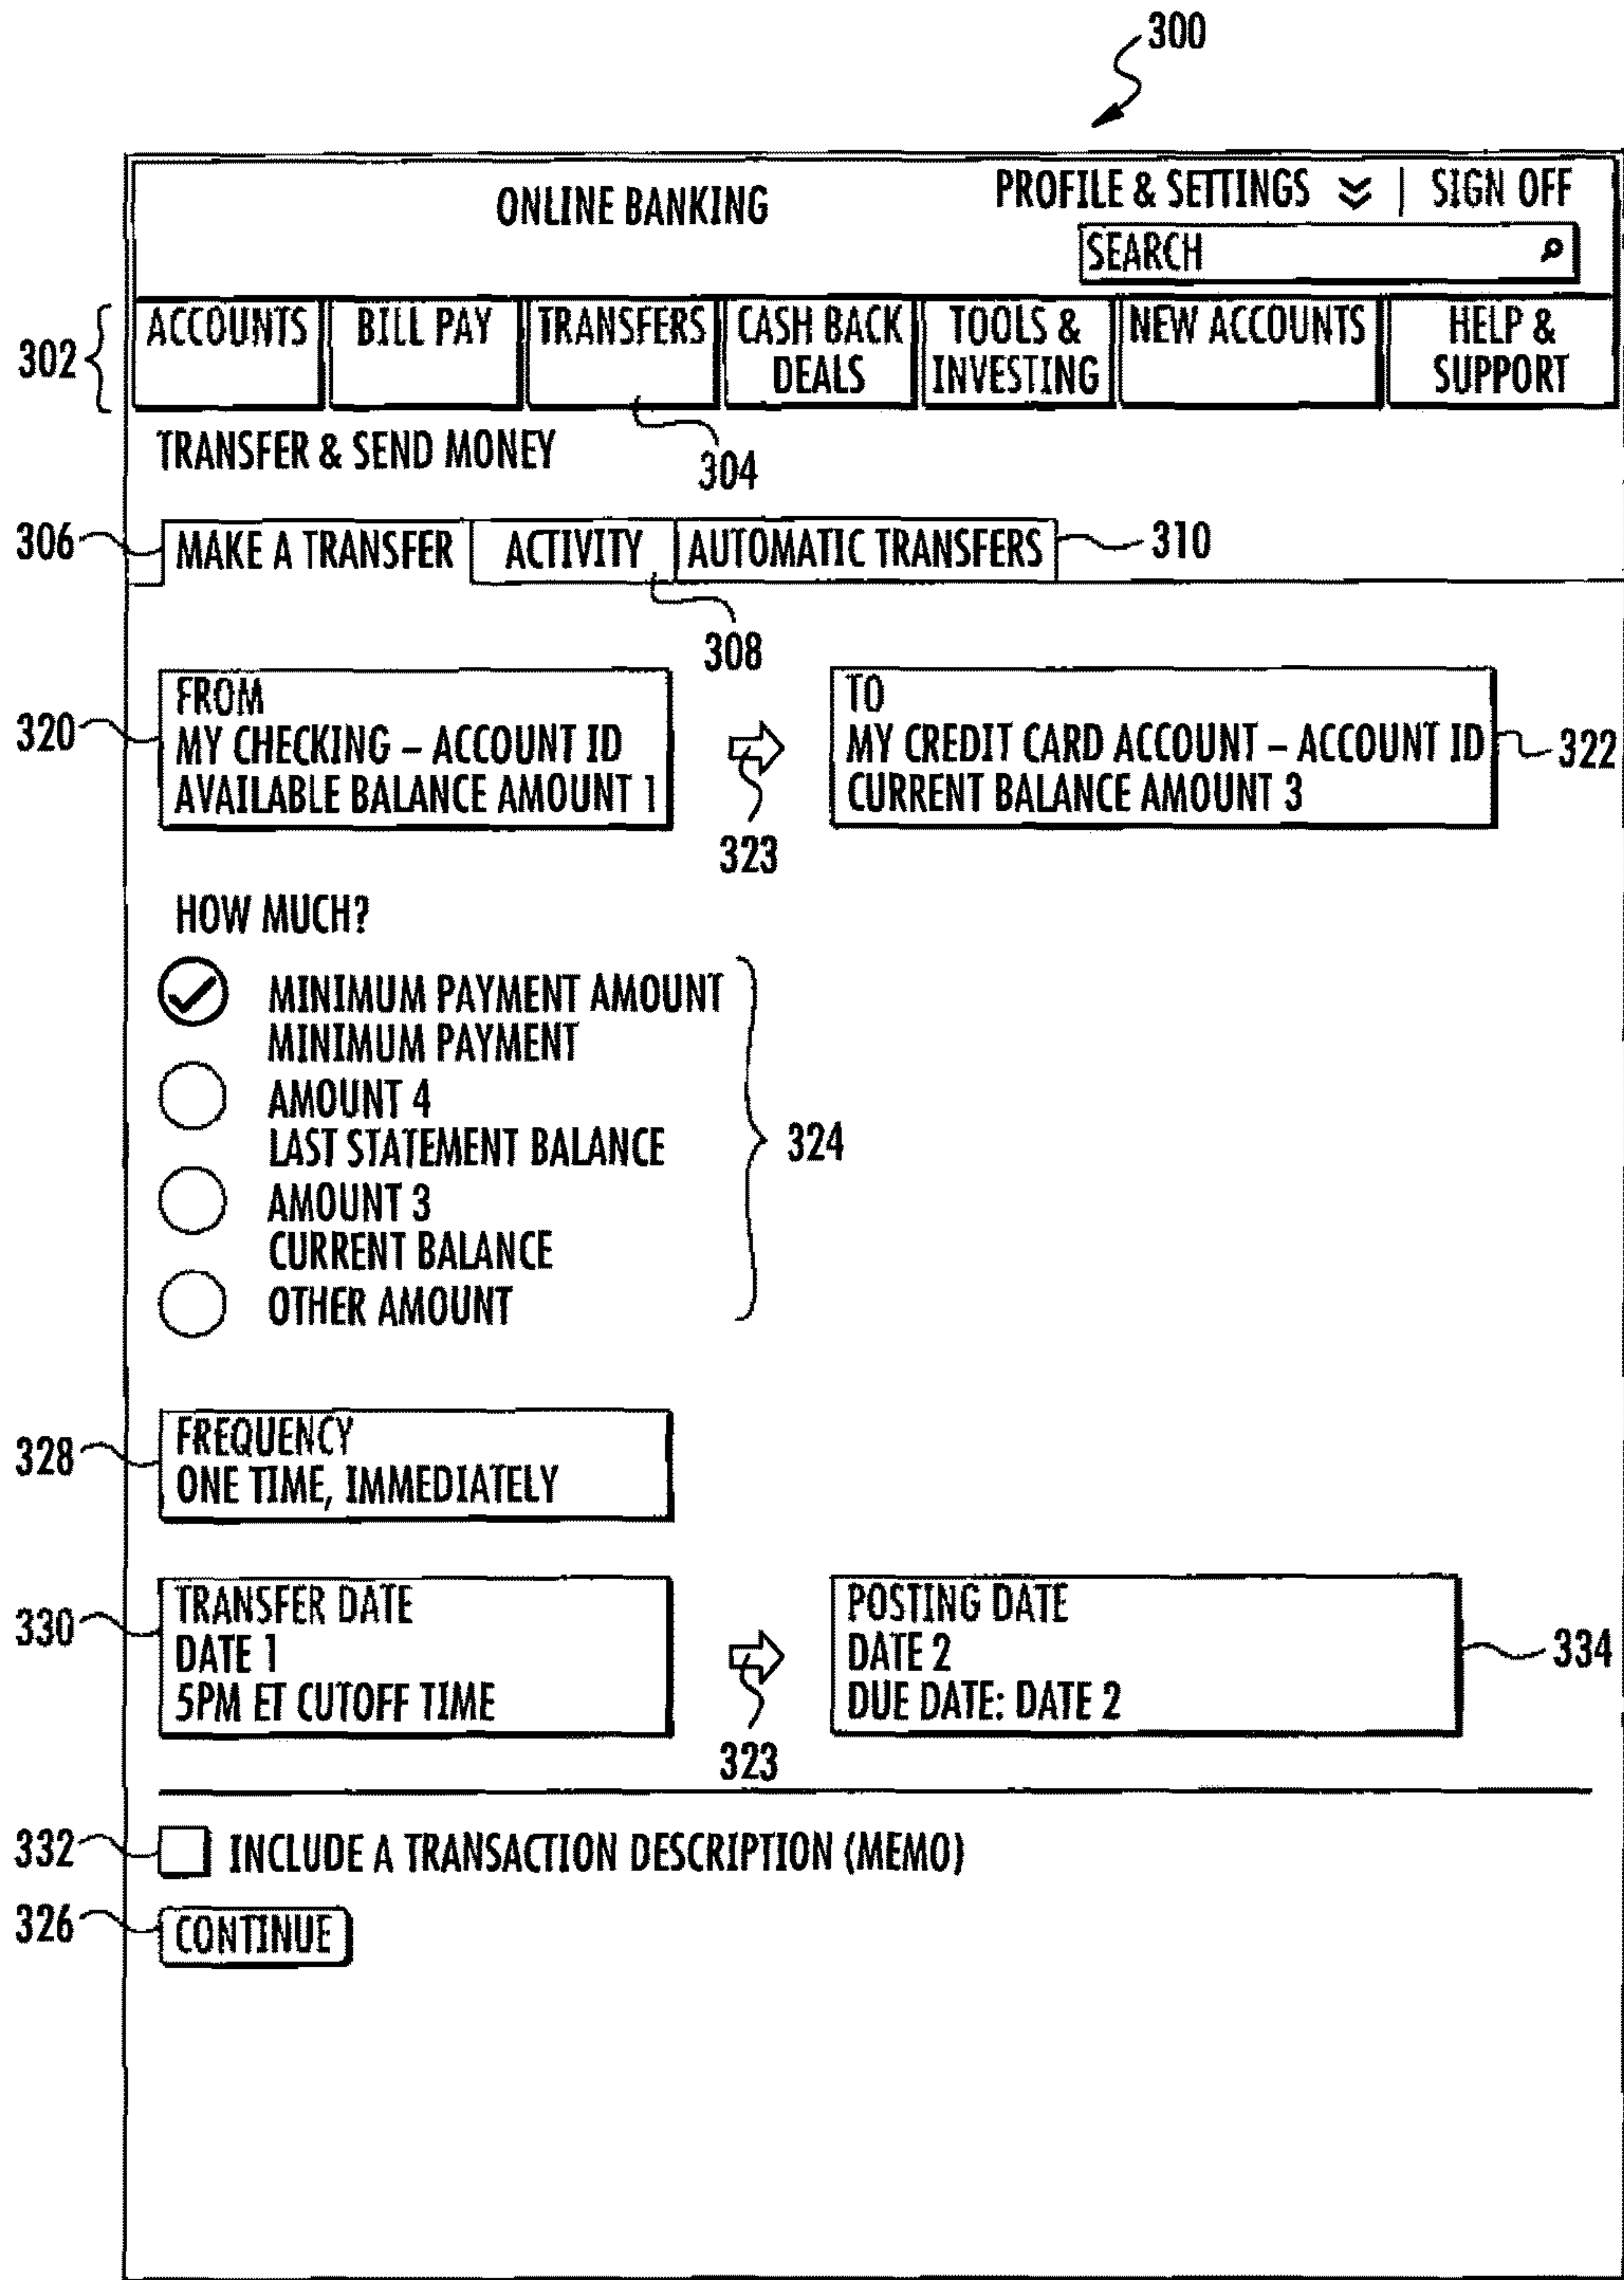 300
ONLINE BANKING
PROFILE & SETTINGS | SIGN OFF
SEARCH
302
ACCOUNTS
BILL PAY
TRANSFERS
CASH BACK
DEALS
TOOLS &
INVESTING
NEW ACCOUNTS
HELP &
SUPPORT
TRANSFER & SEND MONEY
304
306
MAKE A TRANSFER
ACTIVITY
AUTOMATIC TRANSFERS
310
308
320
FROM
MY CHECKING – ACCOUNT ID
AVAILABLE BALANCE AMOUNT 1
323
TO
MY CREDIT CARD ACCOUNT – ACCOUNT ID
CURRENT BALANCE AMOUNT 3
322
HOW MUCH?
MINIMUM PAYMENT AMOUNT
MINIMUM PAYMENT
AMOUNT 4
LAST STATEMENT BALANCE
AMOUNT 3
CURRENT BALANCE
OTHER AMOUNT
324
328
FREQUENCY
ONE TIME, IMMEDIATELY
330
TRANSFER DATE
DATE 1
5PM ET CUTOFF TIME
323
POSTING DATE
DATE 2
DUE DATE: DATE 2
334
332
INCLUDE A TRANSACTION DESCRIPTION (MEMO)
326
CONTINUE